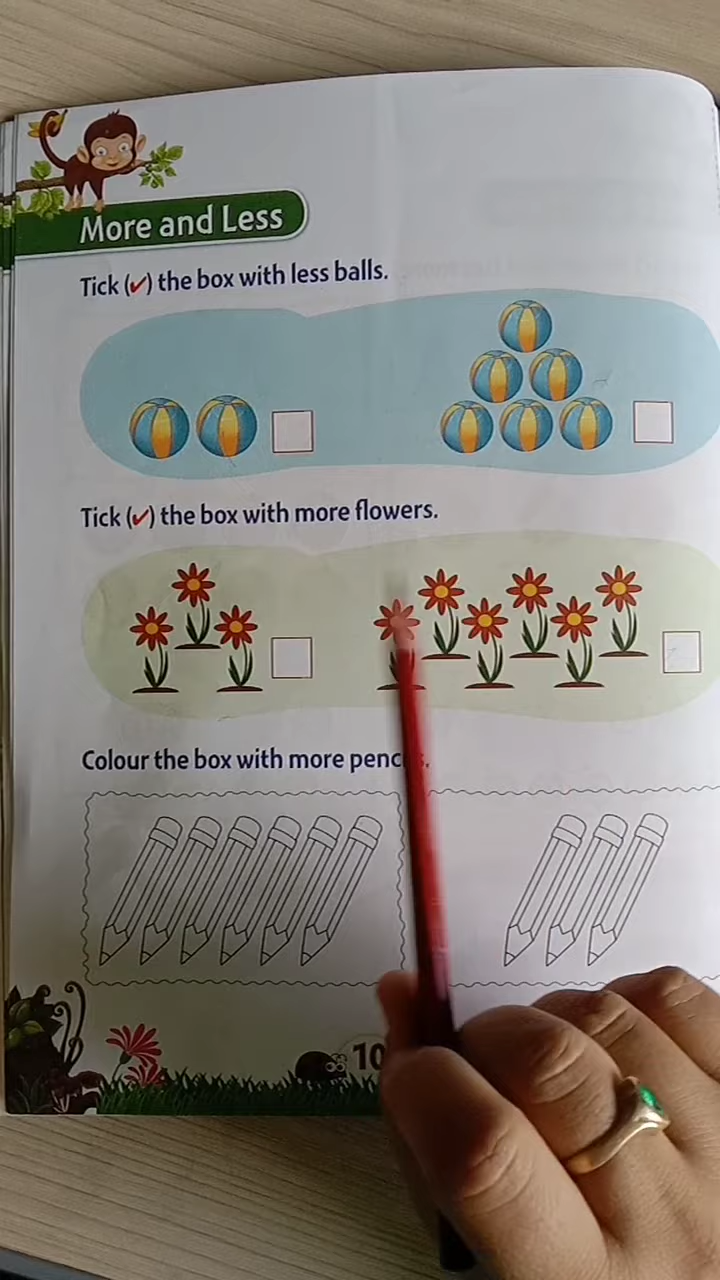 More and Less
Tick (✓) the box with less balls.
Tick (✓) the box with more flowers.
Colour the box with more
10